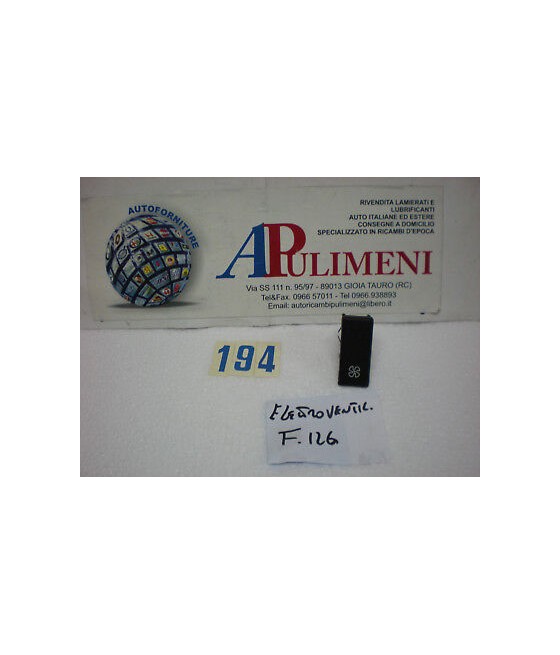 AUTOFORNITURE
RIVENDITA LAMIERATI E
LUBRIFICANTI
AUTO ITALIANE ED ESTERE
CONSEGNE A DOMICILIO
SPECIALIZZATO IN RICAMBI D'EPOCA
APULIMENI
Via SS 111 n. 95/97 - 89013 GIOIA TAURO (RC)
Tel&Fax. 0966 57011 - Tel 0966.938893
Email: autoricambipulimeni@libero.it
194
ELETTROVENTIL.
F. 126